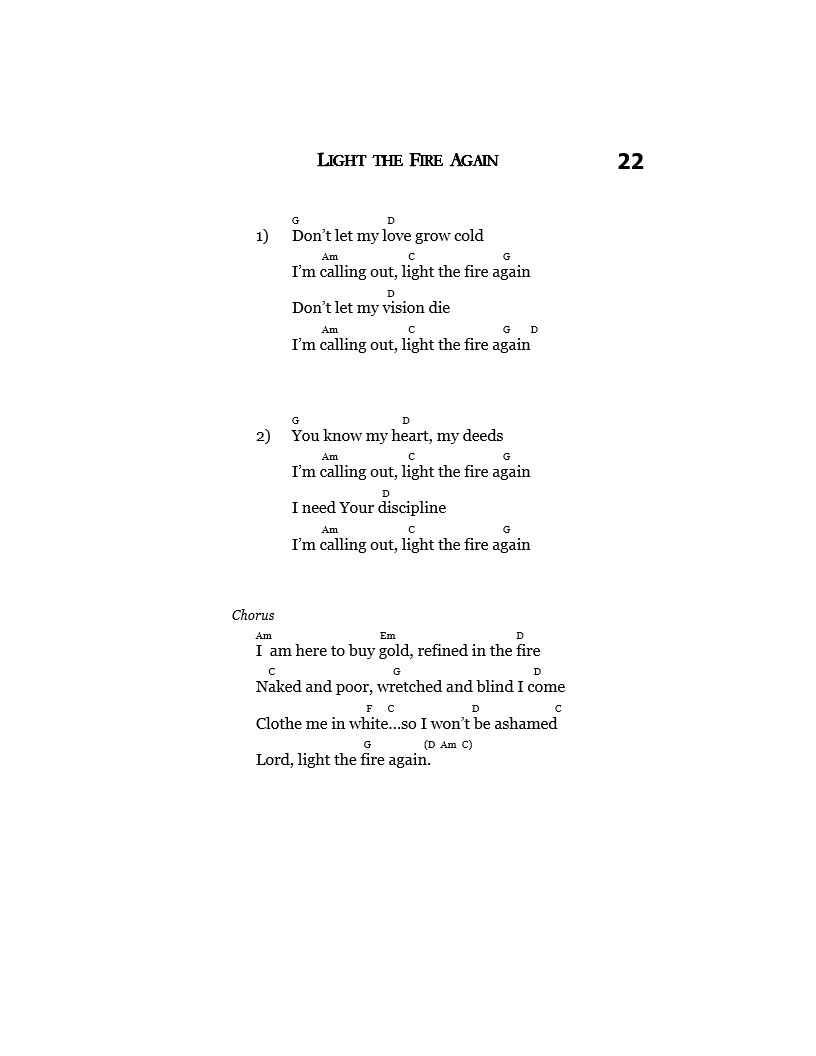 LIGHT THE FIRE AGAIN 22
G D
1) Don’t let my love grow cold
Am C G
I’m calling out, light the fire again
D
Don’t let my vision die
Am C G D
I’m calling out, light the fire again
G D
2) You know my heart, my deeds
Am C G
I’m calling out, light the fire again
D
I need Your discipline
Am C G
I’m calling out, light the fire again
Chorus
Am Em D
I am here to buy gold, refined in the fire
C G D
Naked and poor, wretched and blind I come
F C D C
Clothe me in white...so I won’t be ashamed
G (D Am C)
Lord, light the fire again.